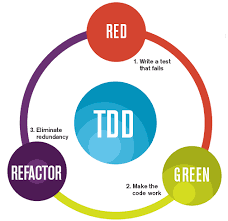 RED
1. Write a test
that fails
3. Eliminate
redundancy
TDD
REFACTOR
GREEN
2. Make the
code work